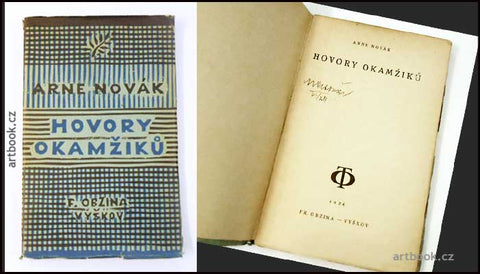 ARNE NOVÁK
HOVORY
OKAMŽIKŮ
F. OBZINA
VYŠKOV
artbook.cz
ARNE NOVÁK
HOVORY OKAMŽIKŮ
FR. OBZINA — VYŠKOV
artbook.cz